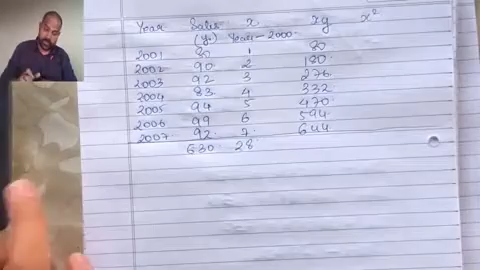 Year Sales x xy x²
(y) Year - 2000
2001 80 1 80
2002 90 2 180
2003 92 3 276
2004 83 4 332
2005 94 5 470
2006 99 6 594
2007 92 7 644
630 28